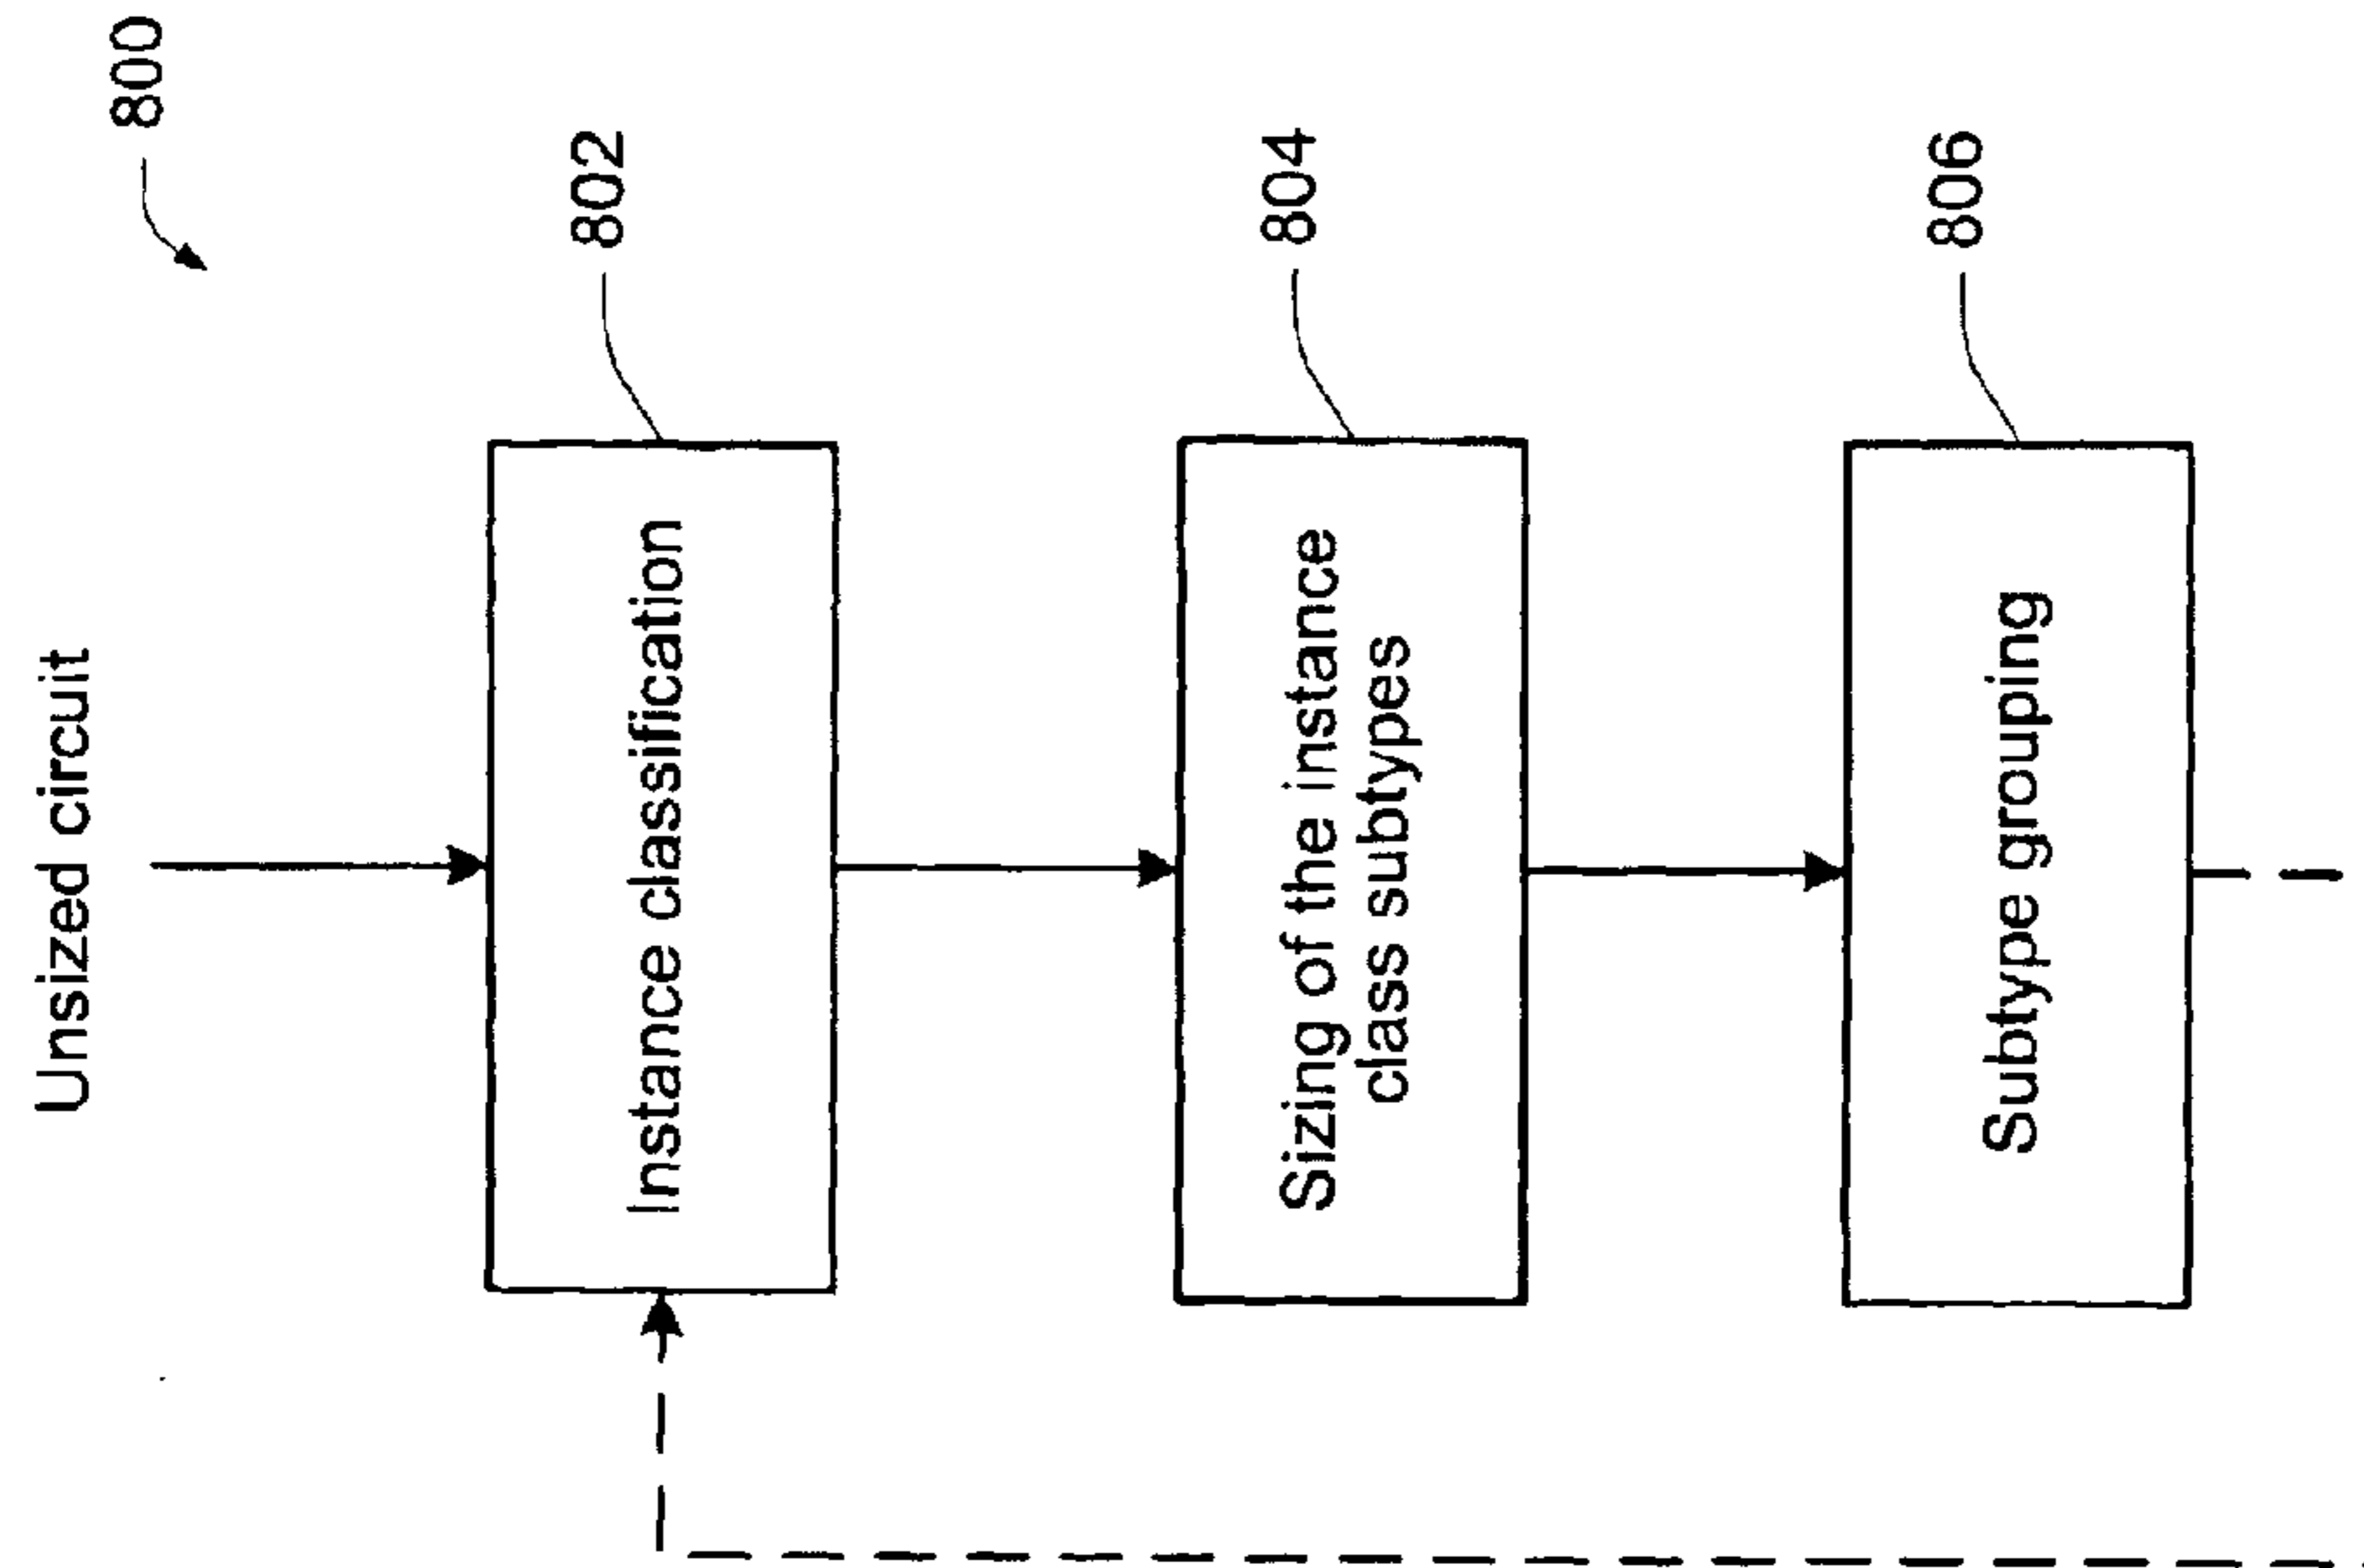 Unsized circuit
800
Instance classification
802
Sizing of the instance
class subtypes
804
Subtype grouping
806